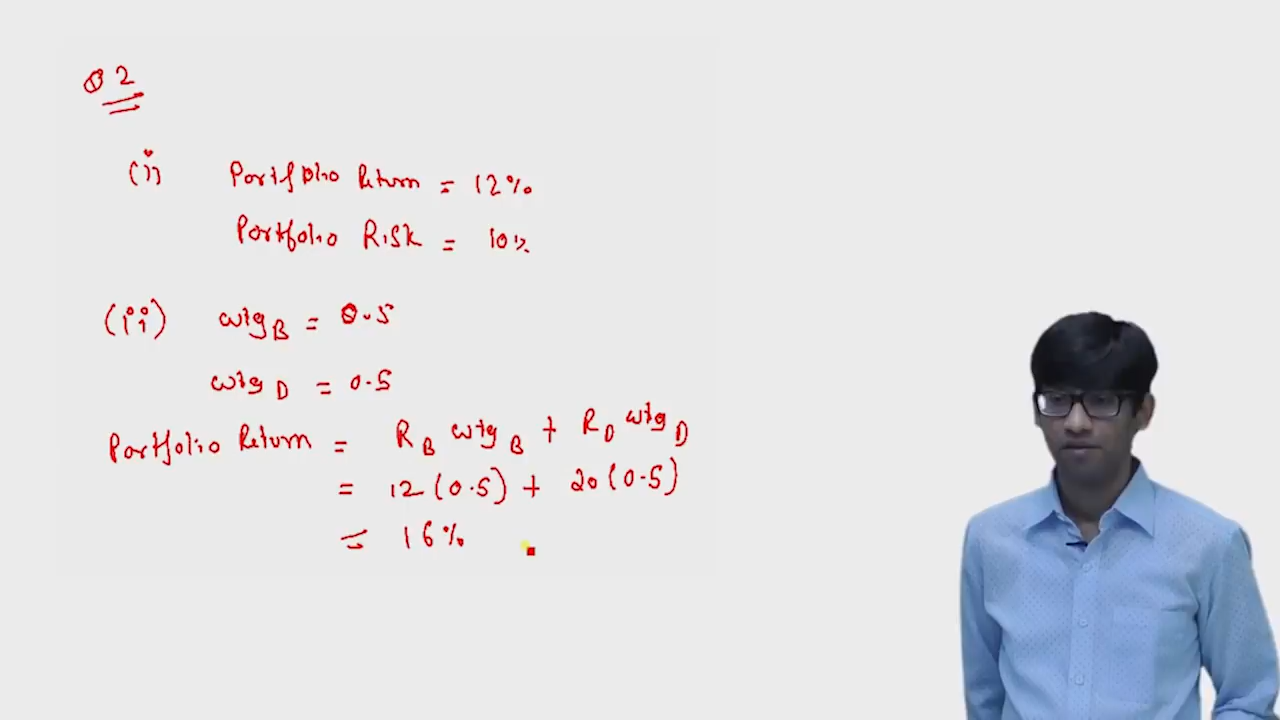 Q 2
(i) Portfolio Return = 12%
Portfolio Risk = 10%
(ii) wtg B = 0.5
wtg D = 0.5
Portfolio Return = R B wtg B + R D wtg D
= 12 (0.5) + 20 (0.5)
= 16%